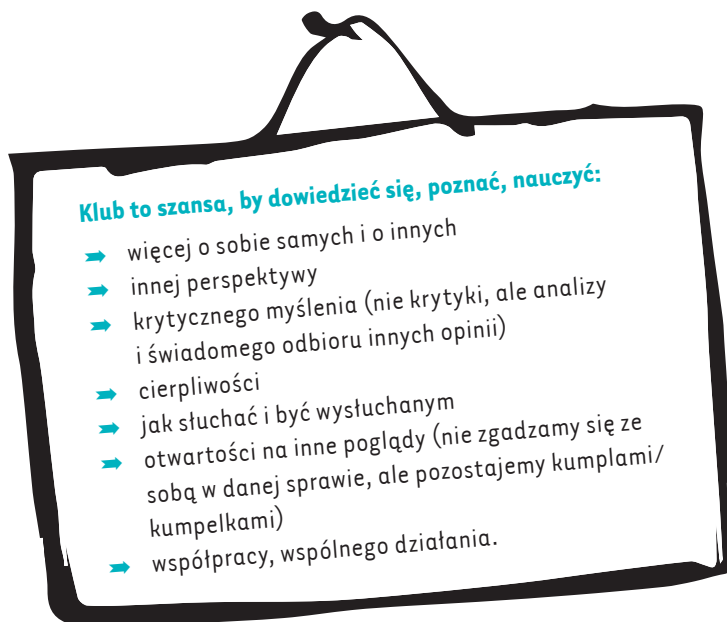 Klub to szansa, by dowiedzieć się, poznać, nauczyć:
więcej o sobie samych i o innych
innej perspektywy
krytycznego myślenia (nie krytyki, ale analizy
i świadomego odbioru innych opinii)
cierpliwości
jak słuchać i być wysłuchanym
otwartości na inne poglądy (nie zgadzamy się ze
sobą w danej sprawie, ale pozostajemy kumplami/
kumpelkami)
współpracy, wspólnego działania.